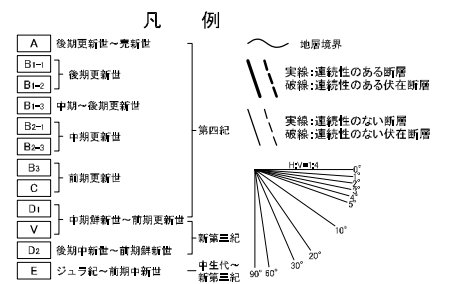 凡 例
A 後期更新世～完新世
B1-1
B1-2
後期更新世
B1-3 中期～後期更新世
B2-1
B2-3
中期更新世
B3
C
前期更新世
D1
V
中期鮮新世～前期更新世
D2 後期中新世～前期鮮新世
E ジュラ紀～前期中新世
第四紀
新第三紀
中生代～
新第三紀
地層境界
実線：連続性のある断層
破線：連続性のある伏在断層
実線：連続性のない断層
破線：連続性のない伏在断層
H:V=1:4
0°
1°
2°
3°
4°
5°
10°
20°
30°
60°
90°